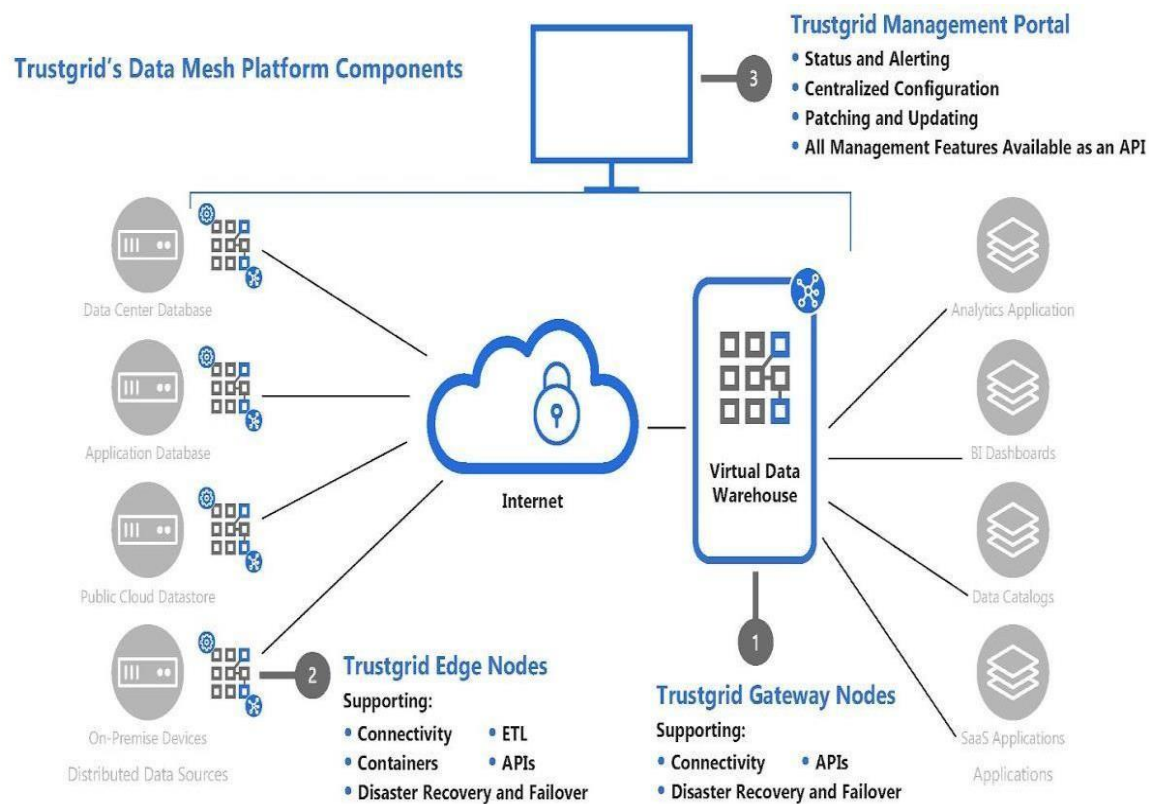 Trustgrid's Data Mesh Platform Components
3
Trustgrid Management Portal
• Status and Alerting
• Centralized Configuration
• Patching and Updating
• All Management Features Available as an API
Data Center Database
Application Database
Public Cloud Datastore
On-Premise Devices
Distributed Data Sources
Internet
Virtual Data
Warehouse
Analytics Application
BI Dashboards
Data Catalogs
SaaS Applications
Applications
2
Trustgrid Edge Nodes
Supporting:
• Connectivity • ETL
• Containers • APIs
• Disaster Recovery and Failover
1
Trustgrid Gateway Nodes
Supporting:
• Connectivity • APIs
• Disaster Recovery and Failover